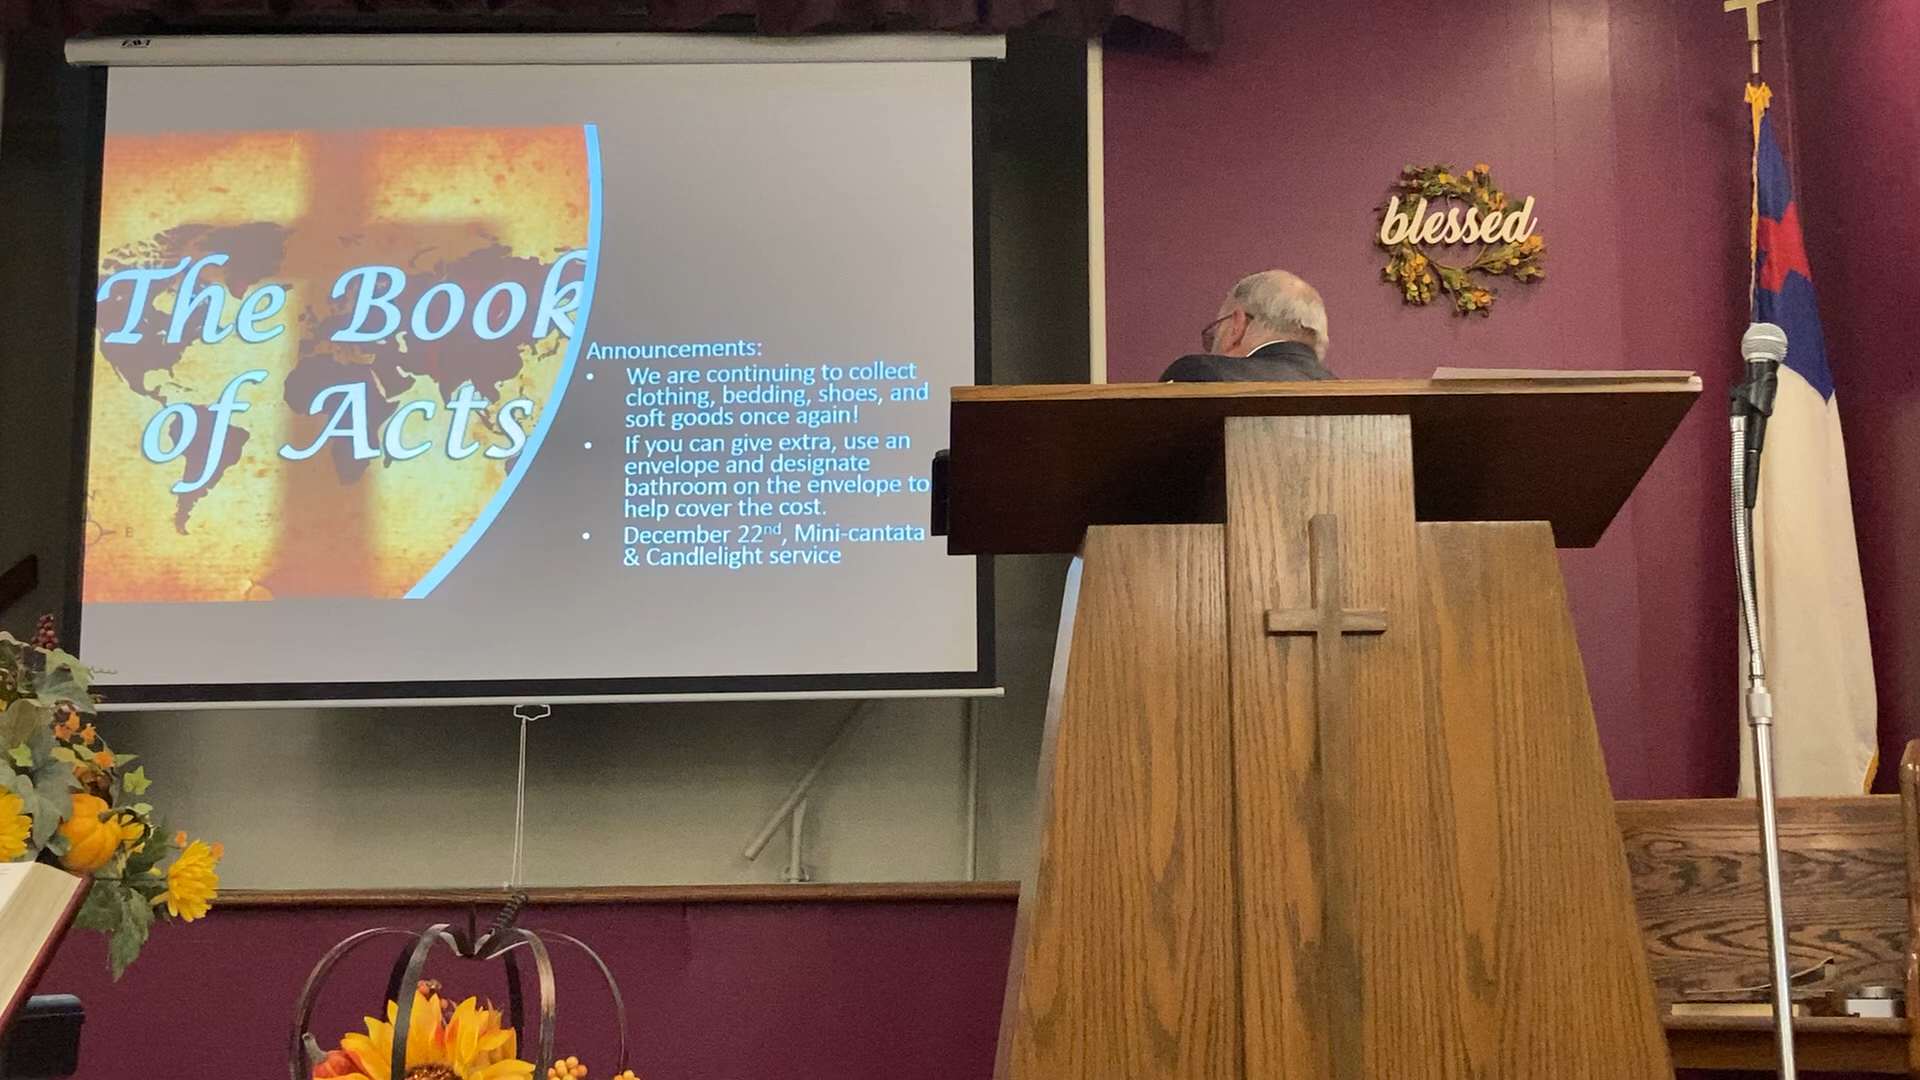 The Book
of Acts
Announcements:
• We are continuing to collect
clothing, bedding, shoes, and
soft goods once again!
• If you can give extra, use an
envelope and designate
bathroom on the envelope to
help cover the cost.
• December 22nd, Mini-cantata
& Candlelight service
blessed